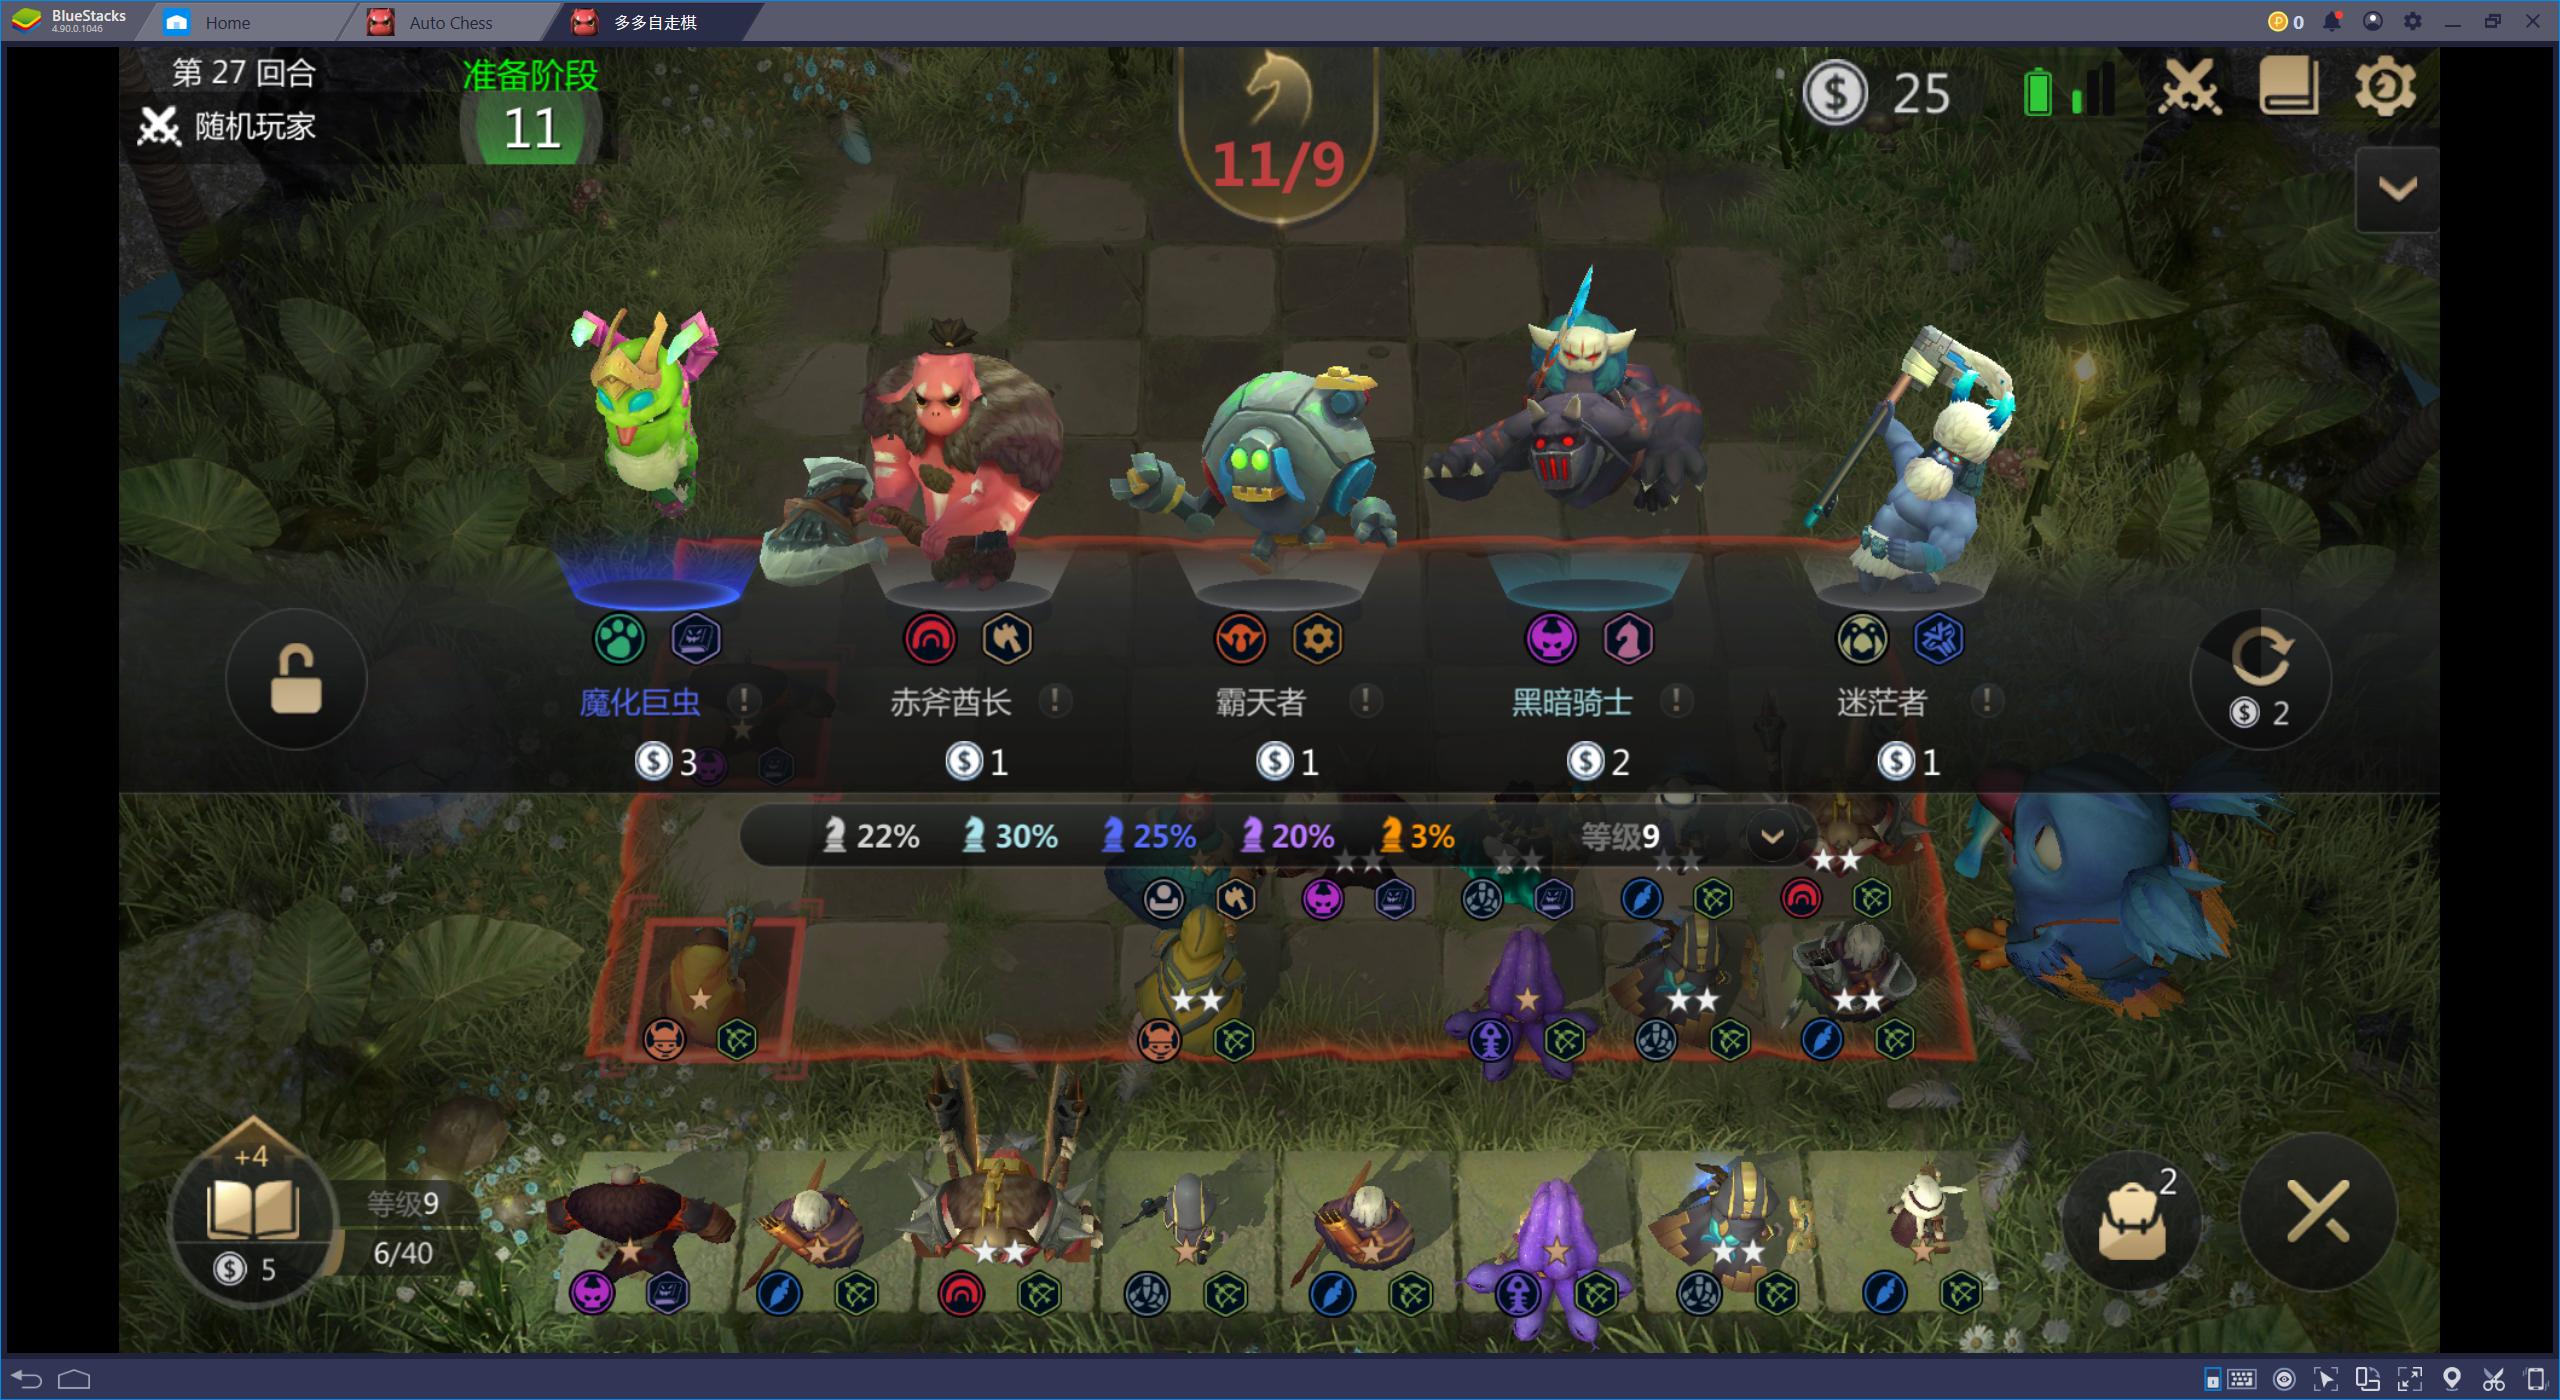 BlueStacks
4.90.0.1046
Home
Auto Chess
多多自走棋
0
第 27 回合
准备阶段
随机玩家
11
11/9
25
魔化巨虫
赤斧酋长
霸天者
黑暗骑士
迷茫者
3
1
1
2
1
2
22%
30%
25%
20%
3%
等级9
+4
等级9
6/40
5
2